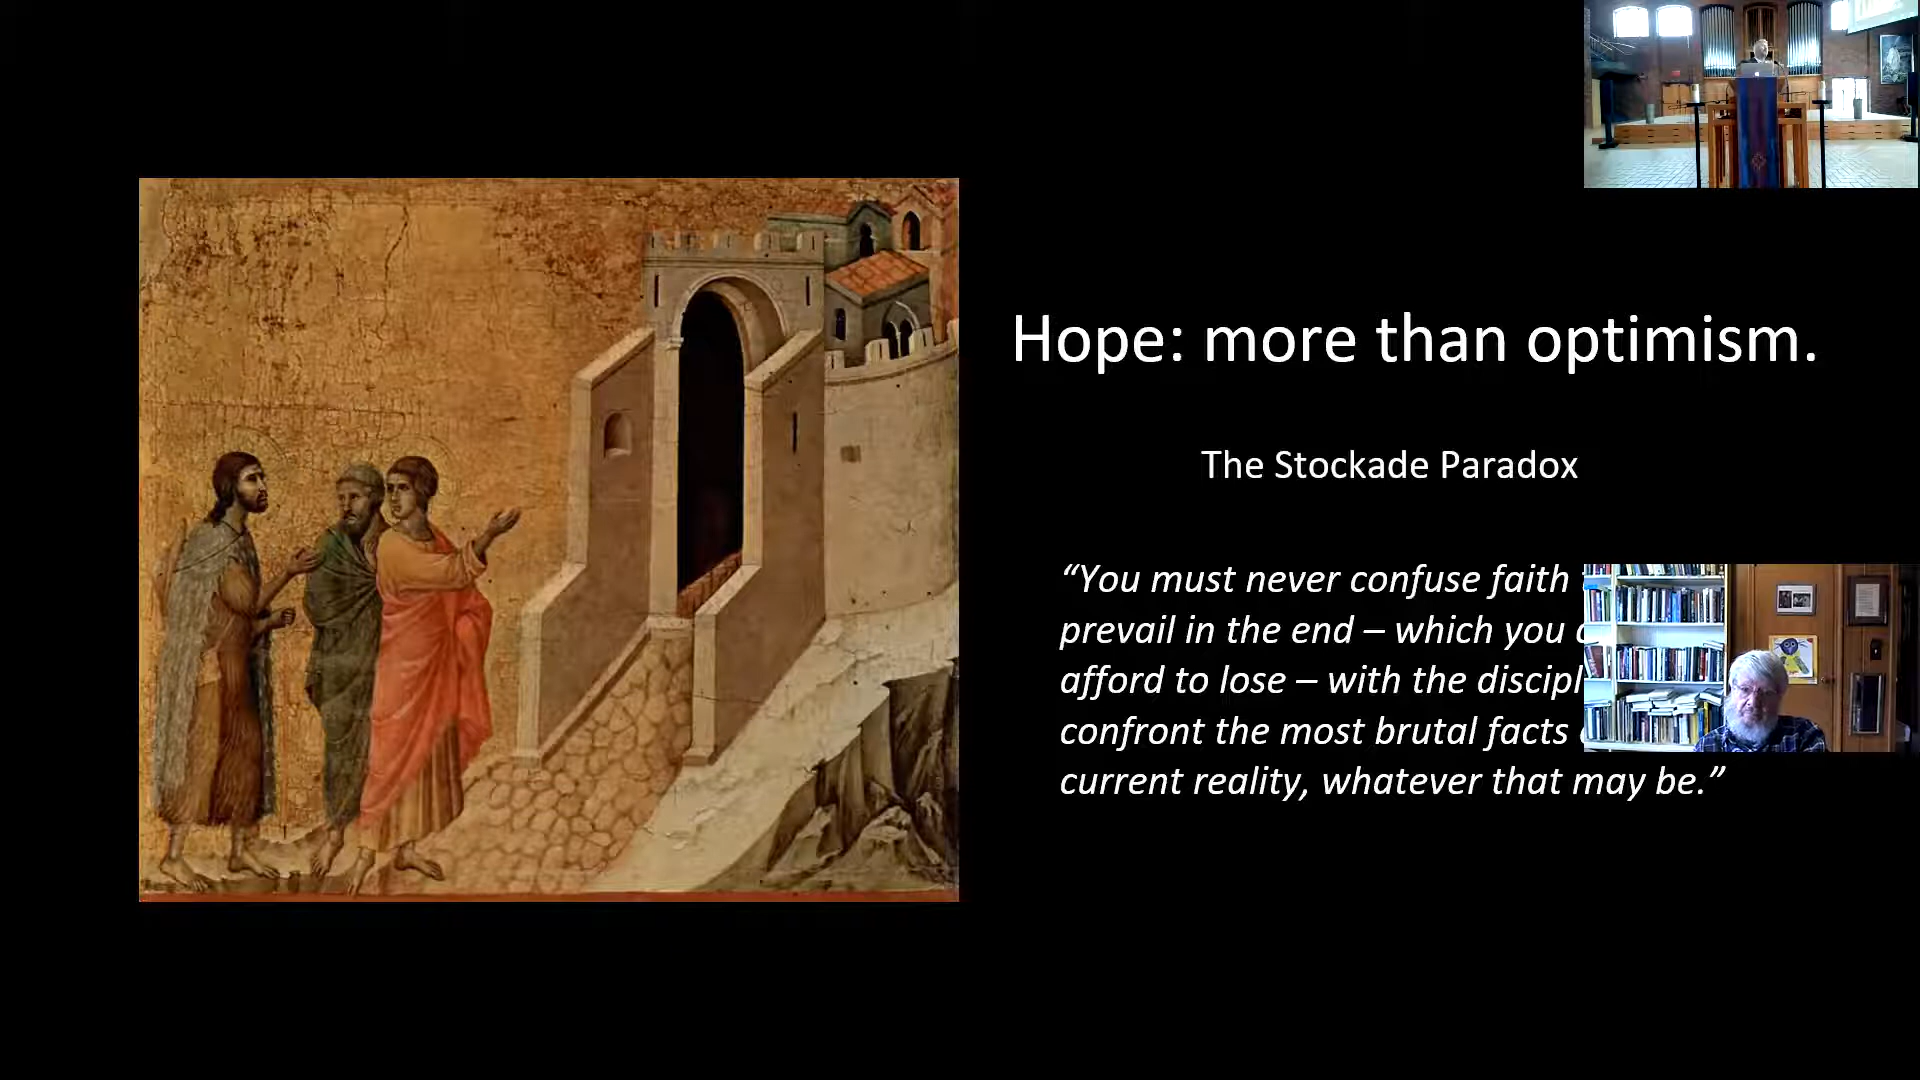 Hope: more than optimism.
The Stockade Paradox
“You must never confuse faith
prevail in the end – which you
afford to lose – with the
confront the most brutal facts
current reality, whatever that may be.”